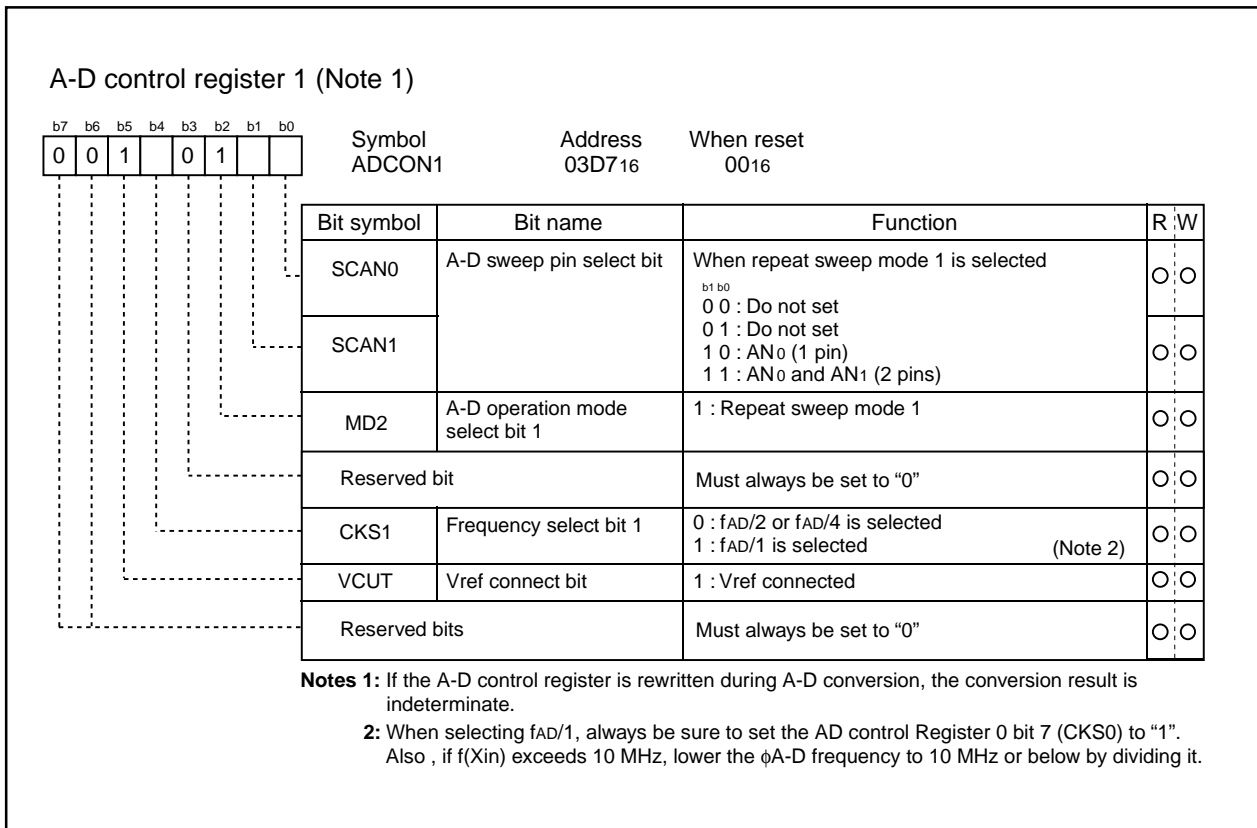 A-D control register 1 (Note 1)
b7 b6 b5 b4 b3 b2 b1 b0
0 0 1 0 1
Symbol Address When reset
ADCON1 03D716 0016
Bit symbol Bit name Function R W
SCAN0 A-D sweep pin select bit When repeat sweep mode 1 is selected
b1 b0
0 0 : Do not set
0 1 : Do not set
SCAN1
1 0 : AN0 (1 pin)
1 1 : AN0 and AN1 (2 pins)
MD2 A-D operation mode select bit 1 1 : Repeat sweep mode 1
Reserved bit Must always be set to “0”
CKS1 Frequency select bit 1 0 : fAD/2 or fAD/4 is selected
1 : fAD/1 is selected (Note 2)
VCUT Vref connect bit 1 : Vref connected
Reserved bits Must always be set to “0”
Notes 1: If the A-D control register is rewritten during A-D conversion, the conversion result is
indeterminate.
2: When selecting fAD/1, always be sure to set the AD control Register 0 bit 7 (CKS0) to “1”.
Also , if f(Xin) exceeds 10 MHz, lower the ϕA-D frequency to 10 MHz or below by dividing it.